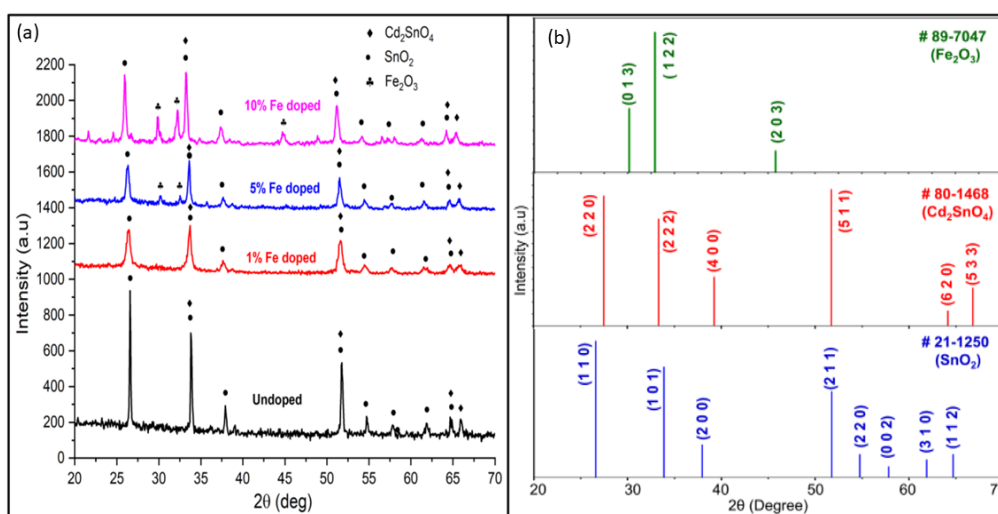 (a)
♦ Cd₂SnO₄
● SnO₂
♣ Fe₂O₃
10% Fe doped
5% Fe doped
1% Fe doped
Undoped
Intensity (a.u)
2200
2000
1800
1600
1400
1200
1000
800
600
400
200
0
20 25 30 35 40 45 50 55 60 65 70
2θ (deg)
(b)
# 89-7047
(Fe₂O₃)
(0 1 3)
(1 2 2)
(2 0 3)
# 80-1468
(Cd₂SnO₄)
(2 2 0)
(2 2 2)
(4 0 0)
(5 1 1)
(6 2 0)
(5 3 3)
# 21-1250
(SnO₂)
(1 1 0)
(1 0 1)
(2 0 0)
(2 1 1)
(2 2 0)
(0 0 2)
(3 1 0)
(1 1 2)
Intensity (a.u)
20 30 40 50 60
2θ (Degree)